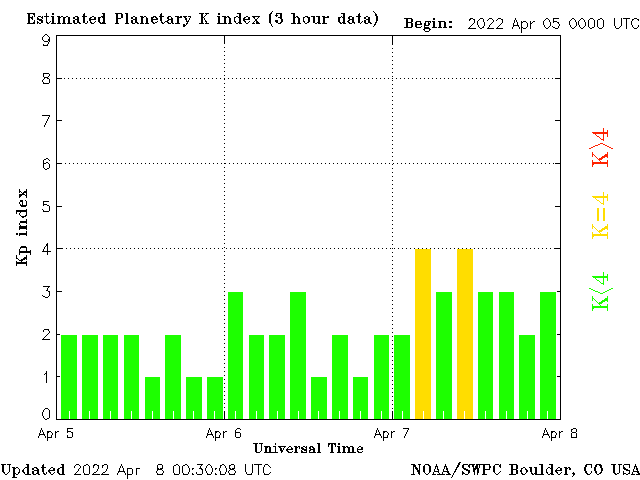 Estimated Planetary K index (3 hour data) Begin: 2022 Apr 05 0000 UTC
9
8
7
6
5
4
3
2
1
0
Kp index
K>4
K=4
K<4
Apr 5 Apr 6 Apr 7 Apr 8
Universal Time
Updated 2022 Apr 8 00:30:08 UTC NOAA/SWPC Boulder, CO USA